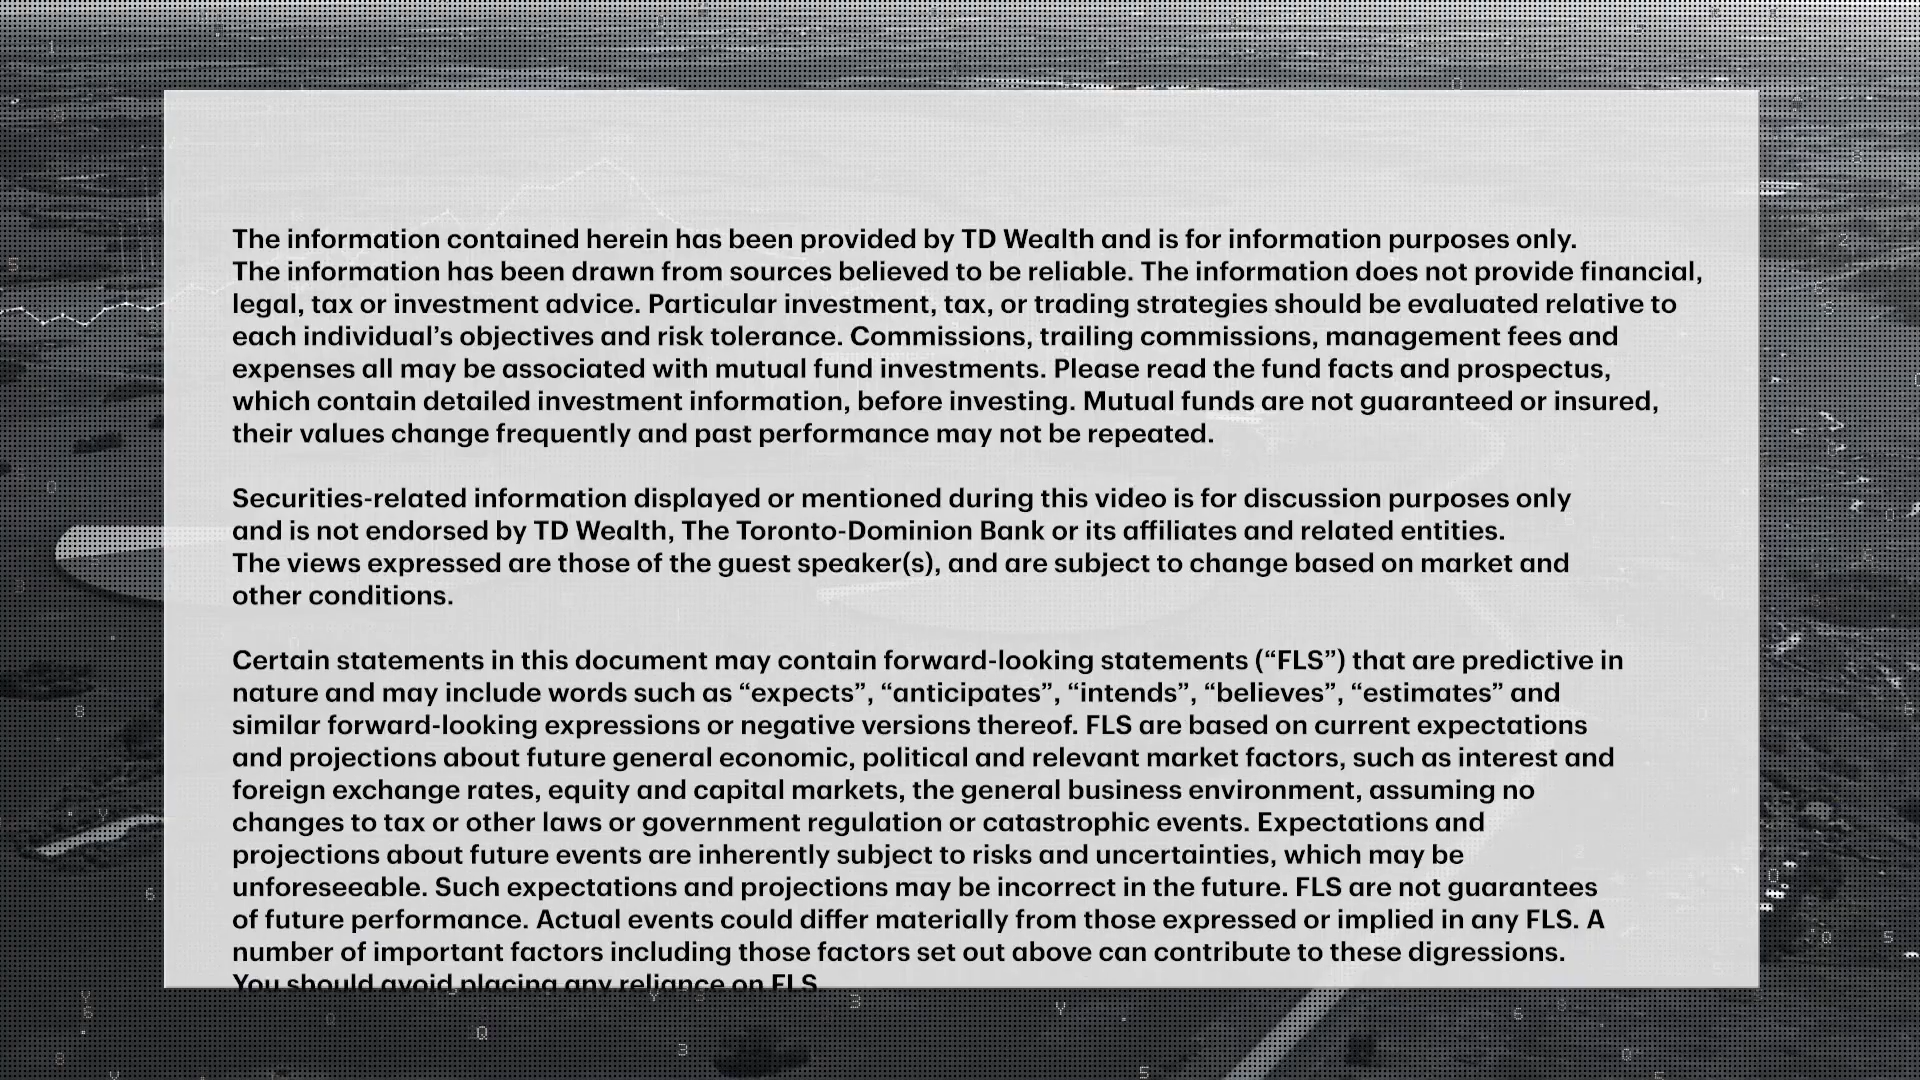 The information contained herein has been provided by TD Wealth and is for information purposes only.
The information has been drawn from sources believed to be reliable. The information does not provide financial,
legal, tax or investment advice. Particular investment, tax, or trading strategies should be evaluated relative to
each individual’s objectives and risk tolerance. Commissions, trailing commissions, management fees and
expenses all may be associated with mutual fund investments. Please read the fund facts and prospectus,
which contain detailed investment information, before investing. Mutual funds are not guaranteed or insured,
their values change frequently and past performance may not be repeated.
Securities-related information displayed or mentioned during this video is for discussion purposes only
and is not endorsed by TD Wealth, The Toronto-Dominion Bank or its affiliates and related entities.
The views expressed are those of the guest speaker(s), and are subject to change based on market and
other conditions.
Certain statements in this document may contain forward-looking statements (“FLS”) that are predictive in
nature and may include words such as “expects”, “anticipates”, “intends”, “believes”, “estimates” and
similar forward-looking expressions or negative versions thereof. FLS are based on current expectations
and projections about future general economic, political and relevant market factors, such as interest and
foreign exchange rates, equity and capital markets, the general business environment, assuming no
changes to tax or other laws or government regulation or catastrophic events. Expectations and
projections about future events are inherently subject to risks and uncertainties, which may be
unforeseeable. Such expectations and projections may be incorrect in the future. FLS are not guarantees
of future performance. Actual events could differ materially from those expressed or implied in any FLS. A
number of important factors including those factors set out above can contribute to these digressions.
You should avoid placing any reliance on FLS.